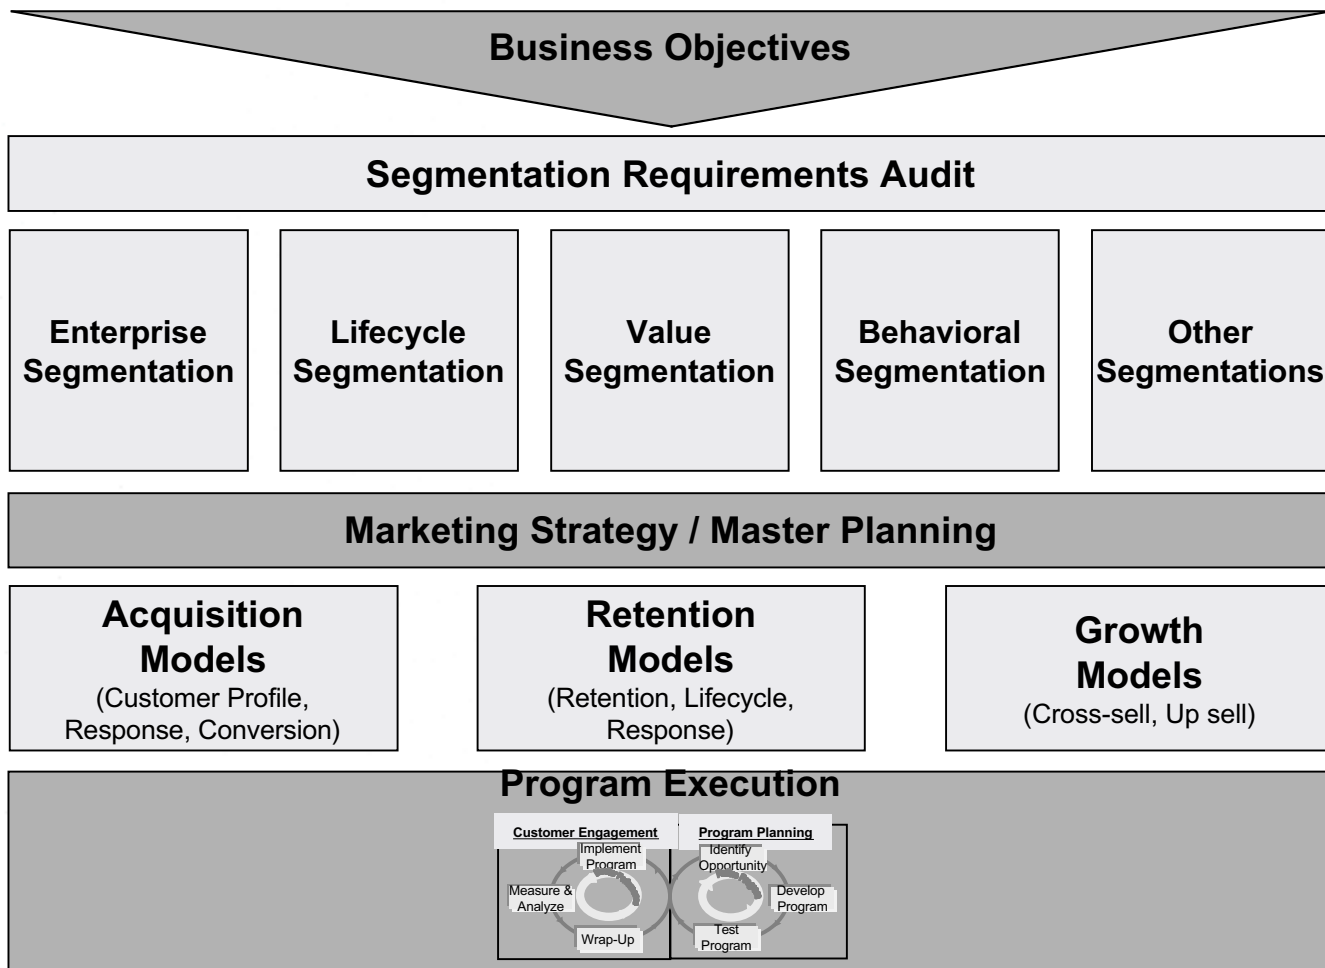 Business Objectives
Segmentation Requirements Audit
Enterprise
Segmentation
Lifecycle
Segmentation
Value
Segmentation
Behavioral
Segmentation
Other
Segmentations
Marketing Strategy / Master Planning
Acquisition
Models
(Customer Profile,
Response, Conversion)
Retention
Models
(Retention, Lifecycle,
Response)
Growth
Models
(Cross-sell, Up sell)
Program Execution
Customer Engagement
Implement
Program
Measure &
Analyze
Wrap-Up
Program Planning
Identify
Opportunity
Develop
Program
Test
Program